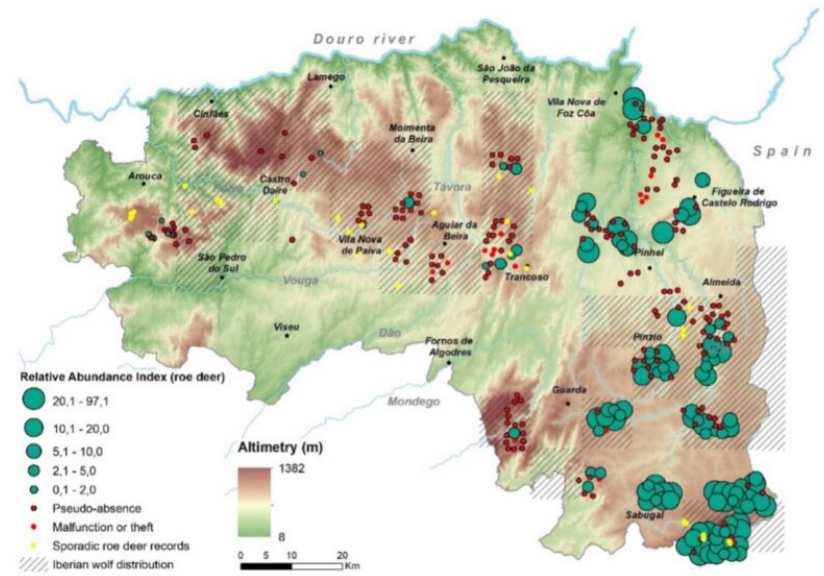 Douro river
São João da
Pesqueira
Lamego
Vila Nova de
Foz Côa
Cinfães
Moimenta
da Beira
Spain
Arouca
Castro
Daire
Paiva
Távora
Figueira de
Castelo Rodrigo
Aguiar da
Beira
Vila Nova
de Paiva
São Pedro
do Sul
Pinhel
Trancoso
Vouga
Almeida
Viseu
Dão
Pinzio
Fornos de
Algodres
Relative Abundance Index (roe deer)
20,1 - 97,1
10,1 - 20,0
5,1 - 10,0
2,1 - 5,0
0,1 - 2,0
Pseudo-absence
Malfunction or theft
Sporadic roe deer records
Iberian wolf distribution
Mondego
Guarda
Altimetry (m)
1382
8
0 5 10 20
Km
Sabugal